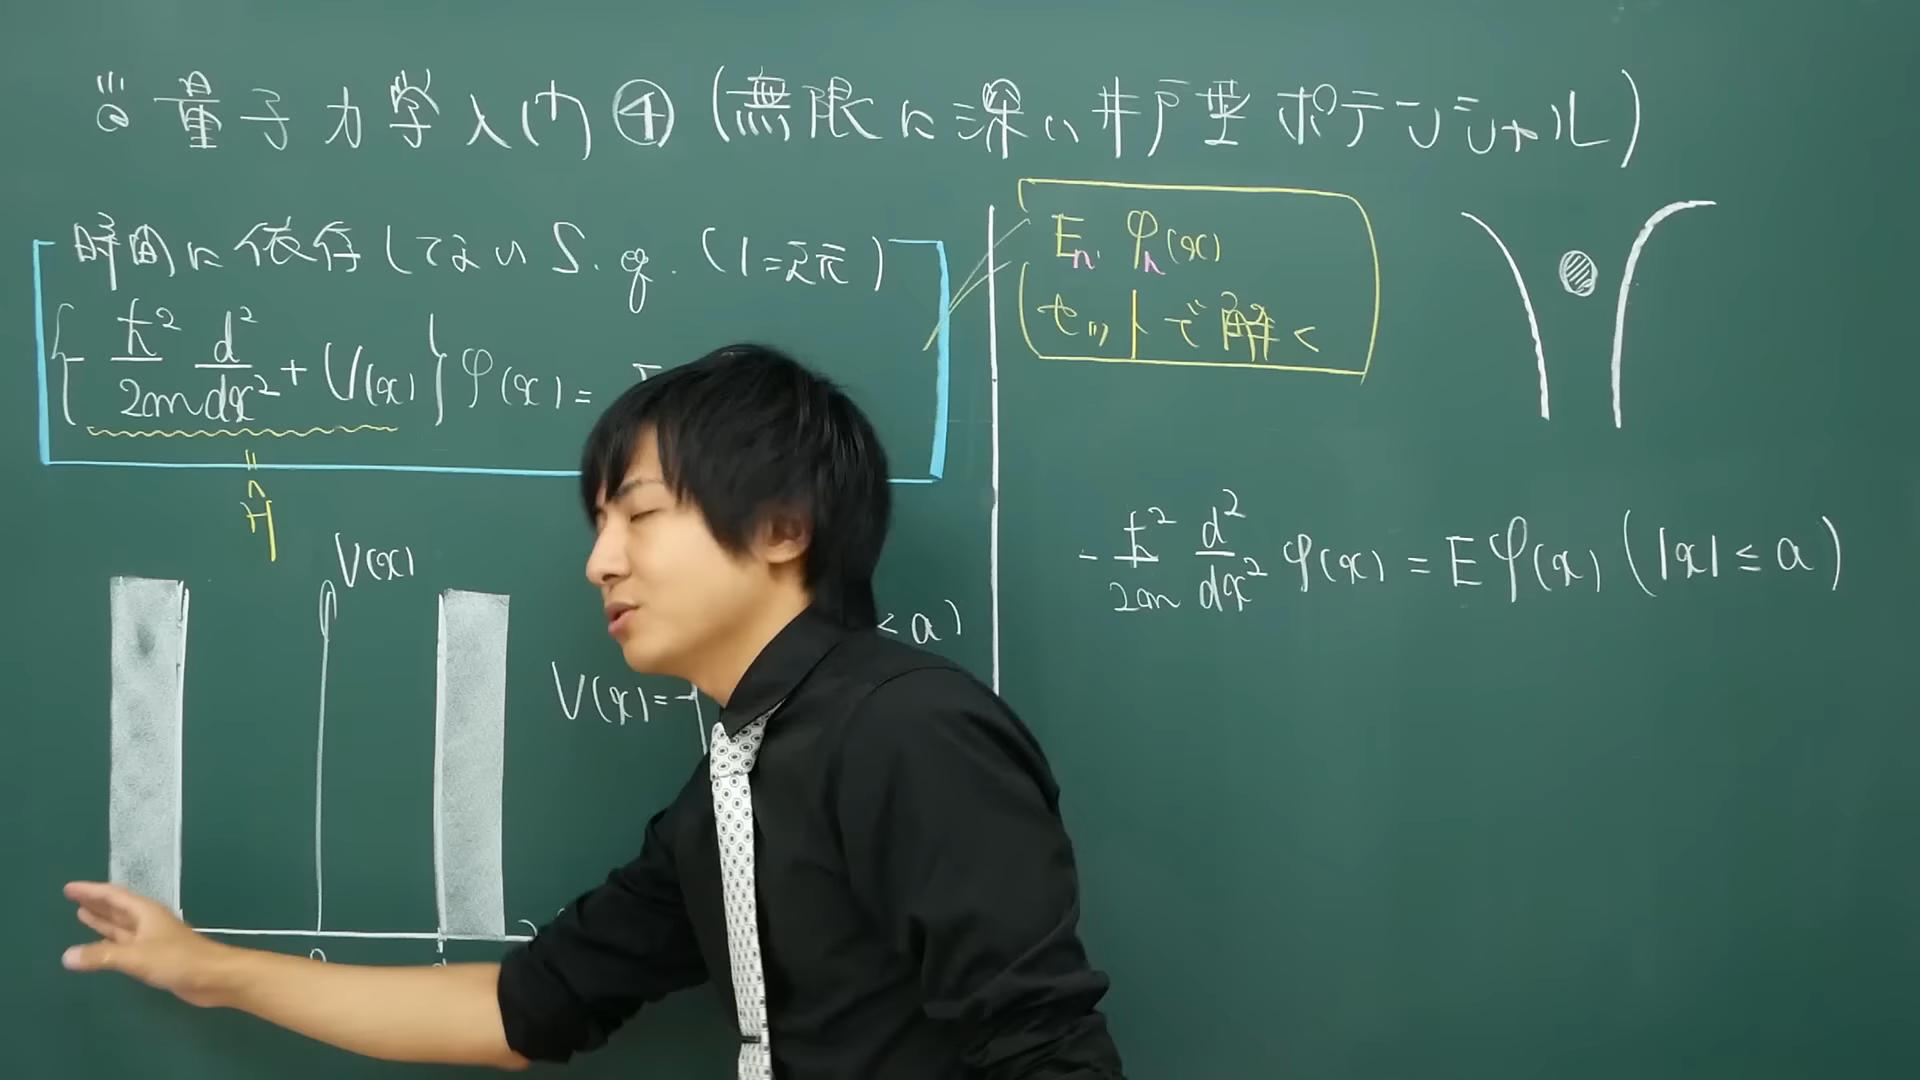 量子力学入門④(無限に深い井戸型ポテンシャル)
時間に依存してないS.eq.(1=次元)
{-ħ²/2m d²/dx² + V(x)}φ(x)=
"
Ĥ
V(x)
0
< a)
V(x)=
Eₙ, φₙ(x)
セットで解く
-ħ²/2m d²/dx² φ(x) = Eφ(x) (|x| ≤ a)